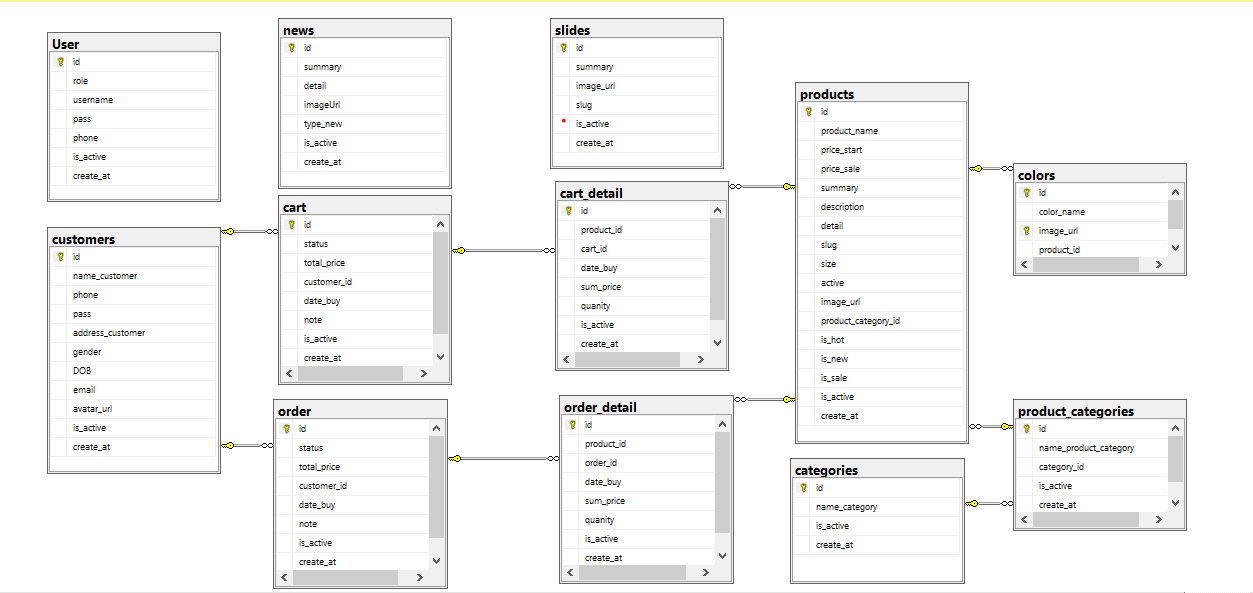 User
id
role
username
pass
phone
is_active
create_at
news
id
summary
detail
imageUrl
type_new
is_active
create_at
slides
id
summary
image_url
slug
is_active
create_at
products
id
product_name
price_start
price_sale
summary
description
detail
slug
size
active
image_url
product_category_id
is_hot
is_new
is_sale
is_active
create_at
colors
id
color_name
image_url
product_id
customers
id
name_customer
phone
pass
address_customer
gender
DOB
email
avatar_url
is_active
create_at
cart
id
status
total_price
customer_id
date_buy
note
is_active
create_at
cart_detail
id
product_id
cart_id
date_buy
sum_price
quanity
is_active
create_at
order
id
status
total_price
customer_id
date_buy
note
is_active
create_at
order_detail
id
product_id
order_id
date_buy
sum_price
quanity
is_active
create_at
categories
id
name_category
is_active
create_at
product_categories
id
name_product_category
category_id
is_active
create_at